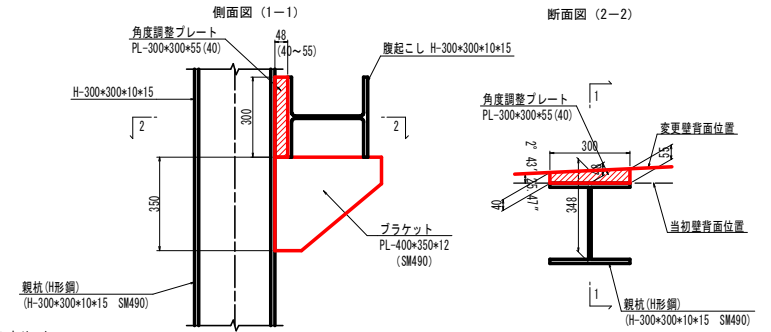 側面図 (1-1)
角度調整プレート
PL-300*300*55(40)
48
(40～55)
腹起こし H-300*300*10*15
H-300*300*10*15
300
2
2
350
ブラケット
PL-400*350*12
(SM490)
親杭(H形鋼)
(H-300*300*10*15 SM490)
断面図 (2-2)
1
角度調整プレート
PL-300*300*55(40)
300
変更壁背面位置
55
2° 43' 25.47"
40
348
当初壁背面位置
1
親杭(H形鋼)
(H-300*300*10*15 SM490)